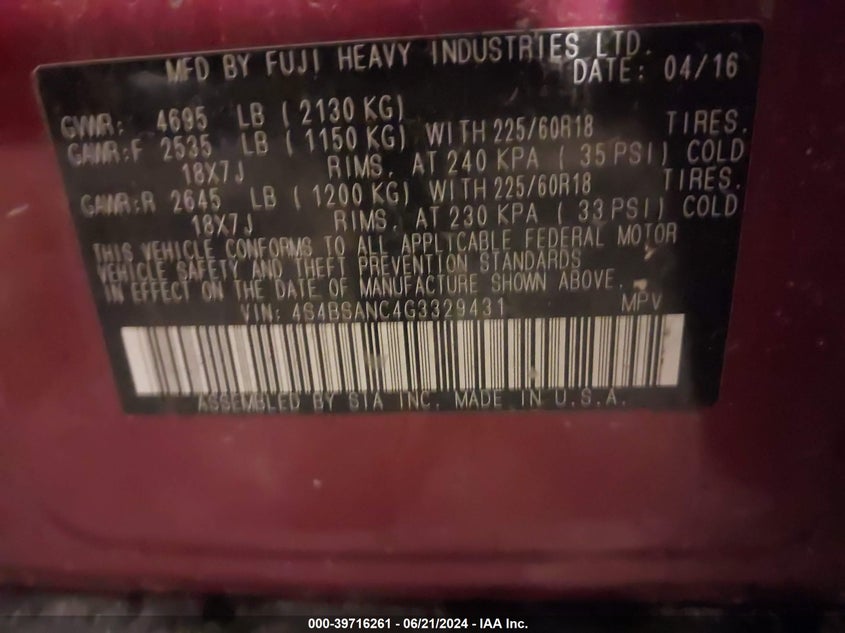 MFD BY FUJI HEAVY INDUSTRIES LTD.
DATE: 04/16
GVWR: 4695 LB ( 2130 KG)
GAWR:F 2535 LB ( 1150 KG) WITH 225/60R18 TIRES.
18X7J RIMS. AT 240 KPA ( 35 PSI) COLD
GAWR:R 2645 LB ( 1200 KG) WITH 225/60R18 TIRES.
18X7J RIMS. AT 230 KPA ( 33 PSI) COLD
THIS VEHICLE CONFORMS TO ALL APPLICABLE FEDERAL MOTOR
VEHICLE SAFETY AND THEFT PREVENTION STANDARDS
IN EFFECT ON THE DATE OF MANUFACTURE SHOWN ABOVE.
VIN: 4S4BSANC4G3329431 MPV
ASSEMBLED BY SIA INC. MADE IN U.S.A.
000-39716261 - 06/21/2024 - IAA Inc.